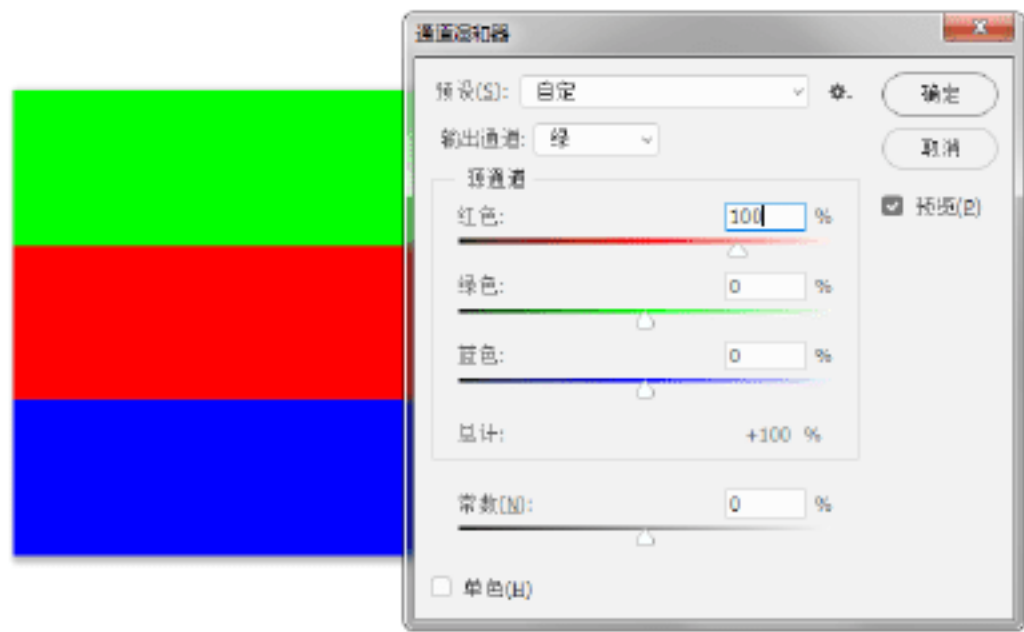 通道混和器
预设(S): 自定
确定
输出通道: 绿
取消
源通道
预览(P)
红色: 100 %
绿色: 0 %
蓝色: 0 %
总计: +100 %
常数(N): 0 %
单色(H)